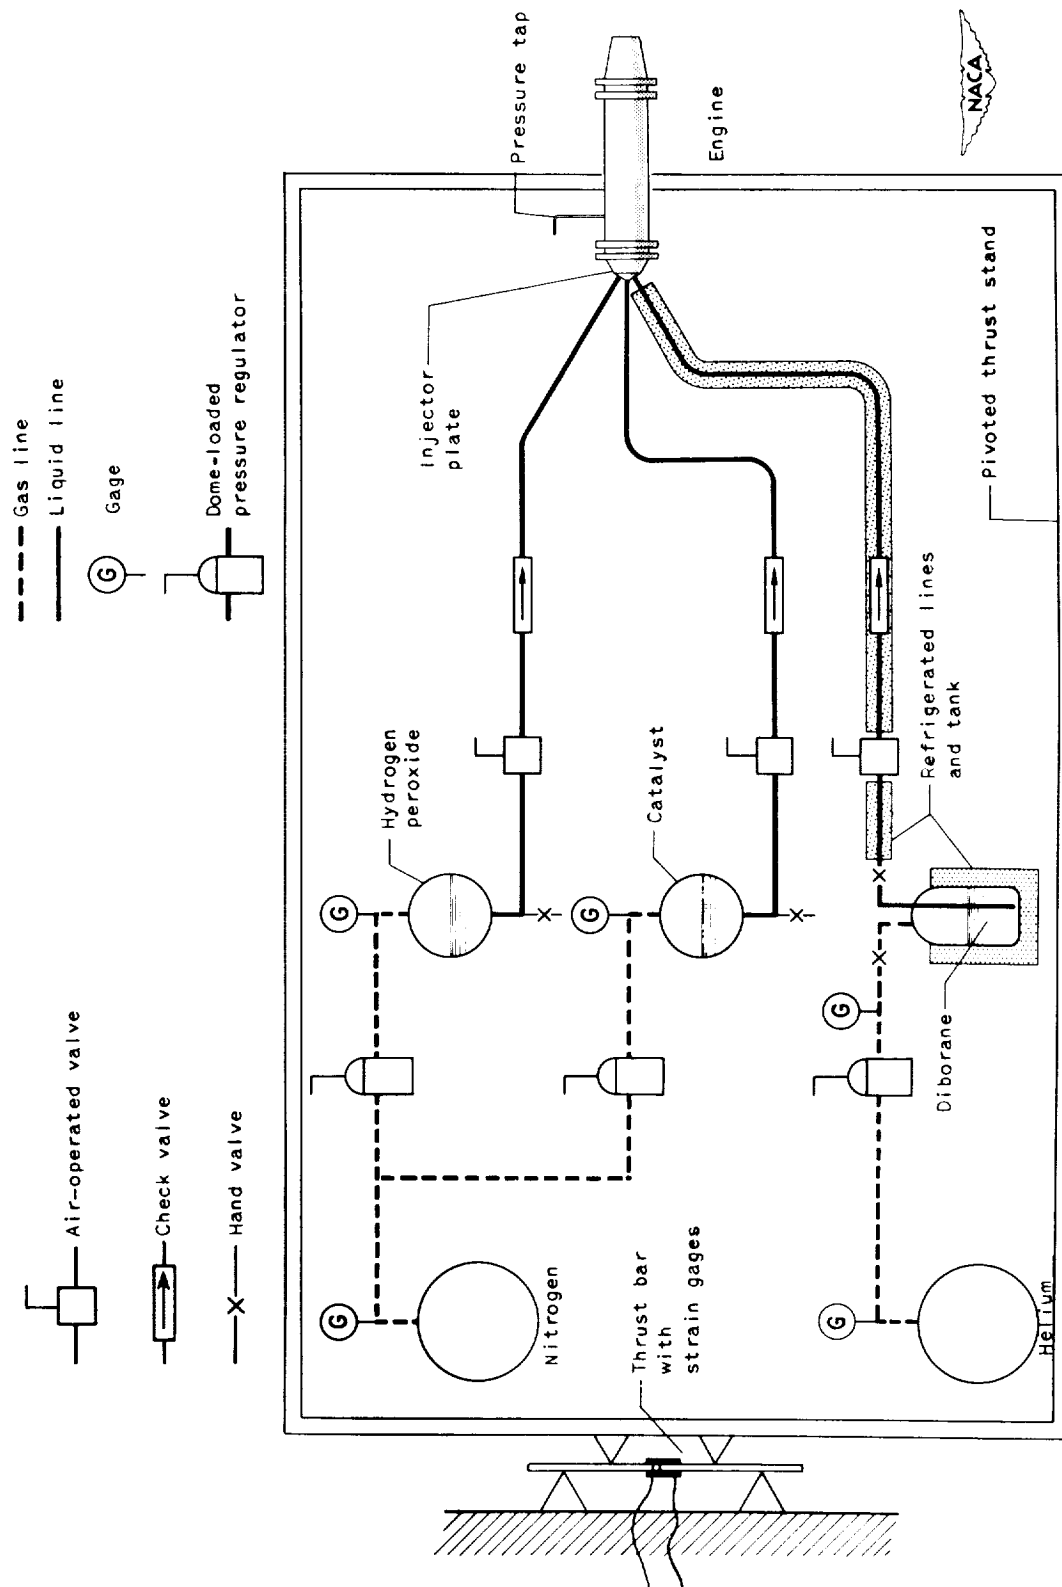 Air-operated valve
Check valve
Hand valve
Gas line
Liquid line
G
Gage
Dome-loaded
pressure regulator
G
Nitrogen
G
Hydrogen
peroxide
Injector
plate
Pressure tap
Engine
G
Catalyst
Thrust bar
with
strain gages
G
Helium
G
Diborane
Refrigerated lines
and tank
Pivoted thrust stand
NACA